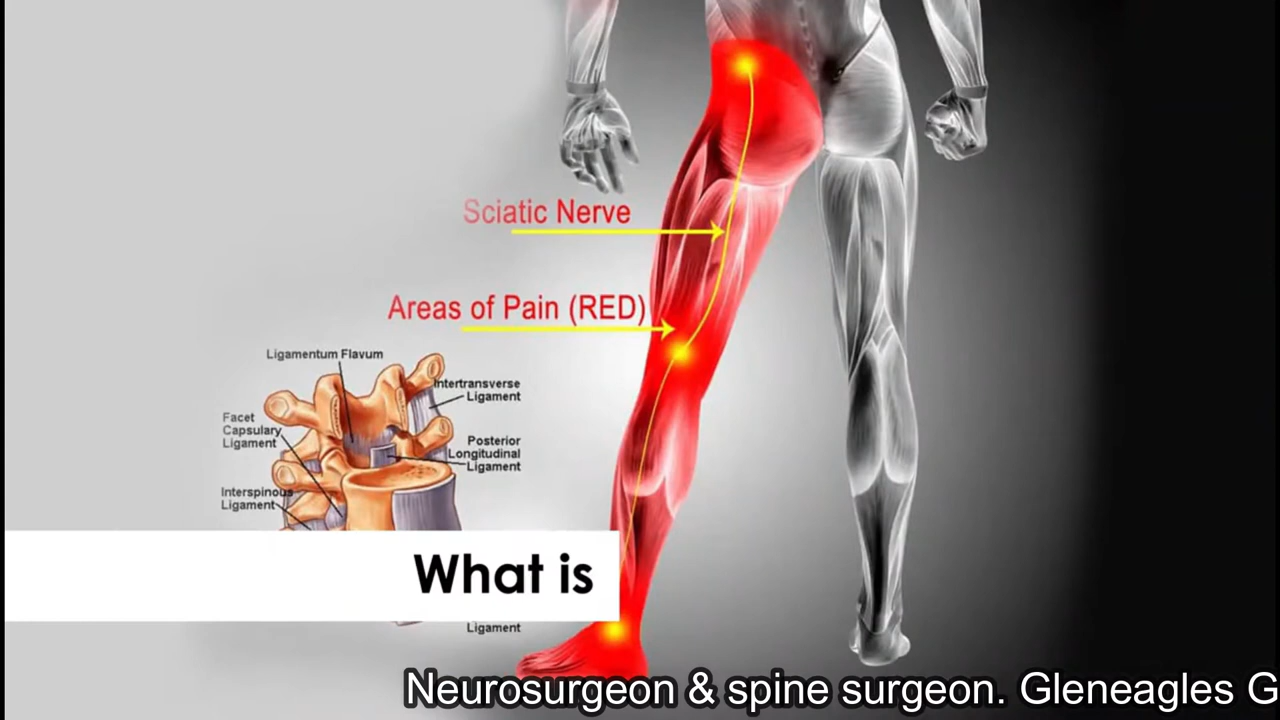 Sciatic Nerve
Areas of Pain (RED)
Ligamentum Flavum
Intertransverse
Ligament
Facet
Capsulary
Ligament
Posterior
Longitudinal
Ligament
Interspinous
Ligament
What is
Ligament
Neurosurgeon & spine surgeon. Gleneagles G